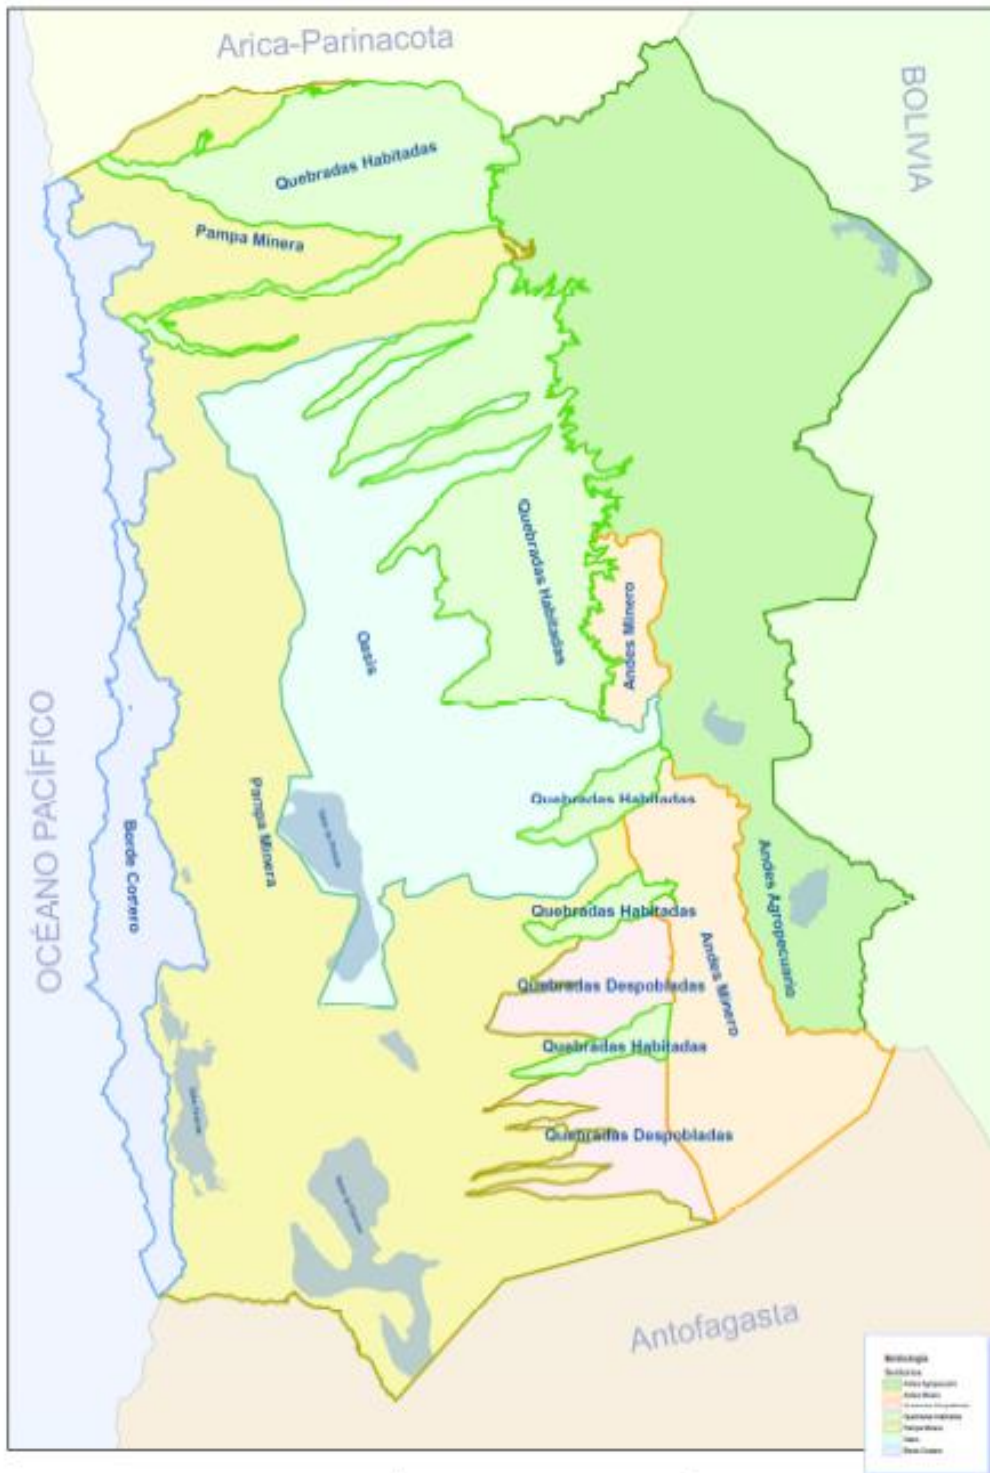 Arica-Parinacota
BOLIVIA
Quebradas Habitadas
Pampa Minera
Quebradas Habitadas
Andes Minero
Oasis
OCÉANO PACÍFICO
Borde Costero
Pampa Minera
Quebradas Habitadas
Andes Agropecuario
Quebradas Habitadas
Andes Minero
Quebradas Despobladas
Quebradas Habitadas
Quebradas Despobladas
Antofagasta